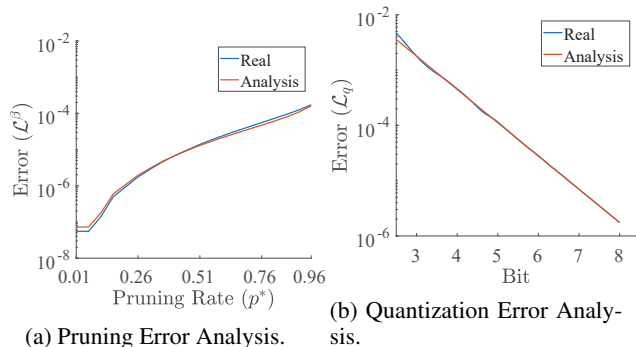 10^-2
10^-4
10^-6
10^-8
Error (𝓛^β)
Real
Analysis
0.01 0.26 0.51 0.76 0.96
Pruning Rate (p*)
(a) Pruning Error Analysis.
10^-2
10^-4
10^-6
Error (𝓛_q)
Real
Analysis
3 4 5 6 7 8
Bit
(b) Quantization Error Analy-
sis.